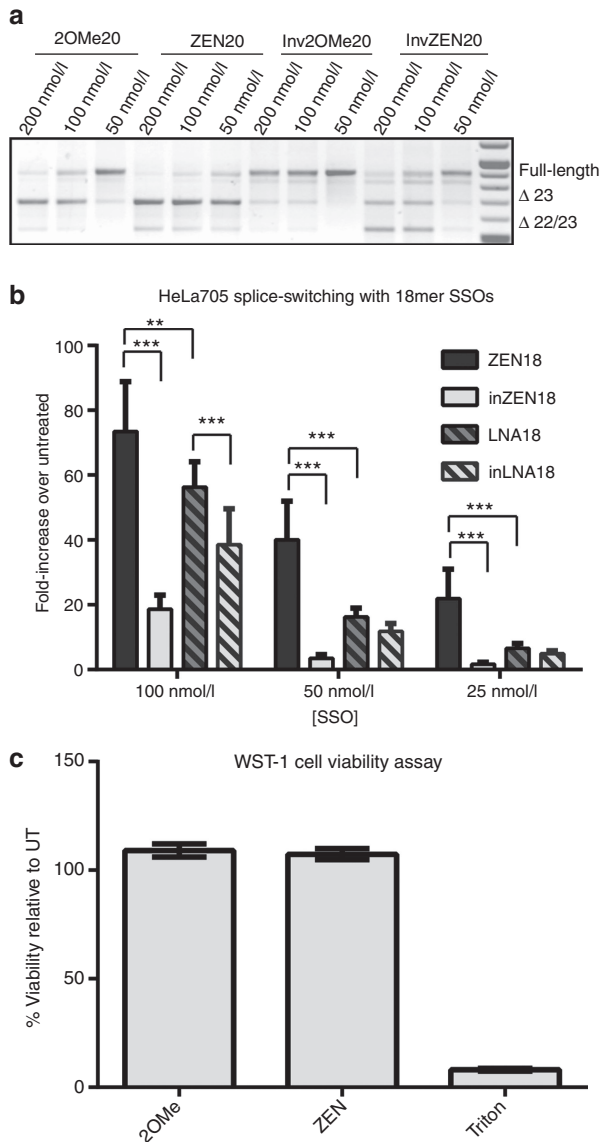 a
2OMe20 ZEN20 Inv2OMe20 InvZEN20
200 nmol/l 100 nmol/l 50 nmol/l 200 nmol/l 100 nmol/l 50 nmol/l 200 nmol/l 100 nmol/l 50 nmol/l 200 nmol/l 100 nmol/l 50 nmol/l
Full-length
Δ 23
Δ 22/23
b
HeLa705 splice-switching with 18mer SSOs
Fold-increase over untreated
100
80
60
40
20
0
** 
***
***
***
***
***
***
ZEN18
inZEN18
LNA18
inLNA18
100 nmol/l 50 nmol/l 25 nmol/l
[SSO]
c
WST-1 cell viability assay
% Viability relative to UT
150
100
50
0
2OMe ZEN Triton